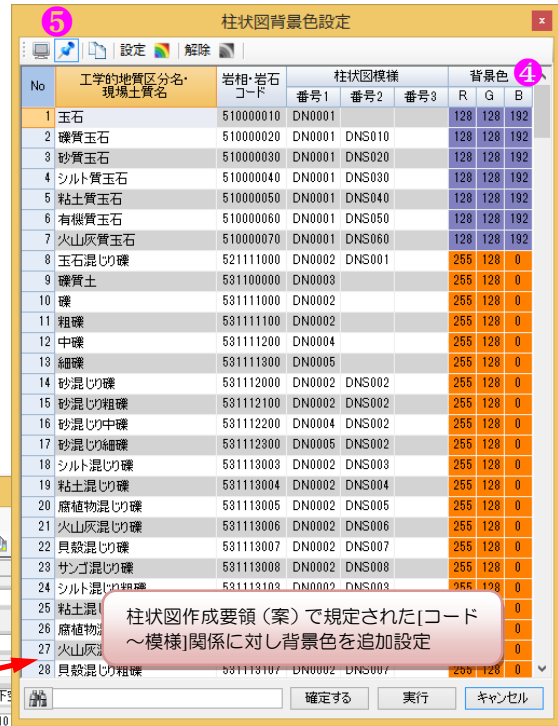 5
柱状図背景色設定
設定 解除
No 工学的地質区分名・現場土質名 岩相・岩石コード 柱状図模様 背景色 4
番号1 番号2 番号3 R G B
1 玉石 510000010 DN0001 128 128 192
2 礫質玉石 510000020 DN0001 DNS010 128 128 192
3 砂質玉石 510000030 DN0001 DNS020 128 128 192
4 シルト質玉石 510000040 DN0001 DNS030 128 128 192
5 粘土質玉石 510000050 DN0001 DNS040 128 128 192
6 有機質玉石 510000060 DN0001 DNS050 128 128 192
7 火山灰質玉石 510000070 DN0001 DNS060 128 128 192
8 玉石混じり礫 521111000 DN0002 DNS001 255 128 0
9 礫質土 531100000 DN0003 255 128 0
10 礫 531111000 DN0002 255 128 0
11 粗礫 531111100 DN0002 255 128 0
12 中礫 531111200 DN0004 255 128 0
13 細礫 531111300 DN0005 255 128 0
14 砂混じり礫 531112000 DN0002 DNS002 255 128 0
15 砂混じり粗礫 531112100 DN0002 DNS002 255 128 0
16 砂混じり中礫 531112200 DN0004 DNS002 255 128 0
17 砂混じり細礫 531112300 DN0005 DNS002 255 128 0
18 シルト混じり礫 531113003 DN0002 DNS003 255 128 0
19 粘土混じり礫 531113004 DN0002 DNS004 255 128 0
20 腐植物混じり礫 531113005 DN0002 DNS005 255 128 0
21 火山灰混じり礫 531113006 DN0002 DNS006 255 128 0
22 貝殻混じり礫 531113007 DN0002 DNS007 255 128 0
23 サンゴ混じり礫 531113008 DN0002 DNS008 255 128 0
24 シルト混じり粗礫 531113103 DN0002 DNS003 255 128 0
25 粘土混
26 腐植物
27 火山灰
28 貝殻混じり粗礫 531113107 DN0002 DNS007 255 128 0
柱状図作成要領（案）で規定された[コード
～模様]関係に対し背景色を追加設定
確定する 実行 キャンセル